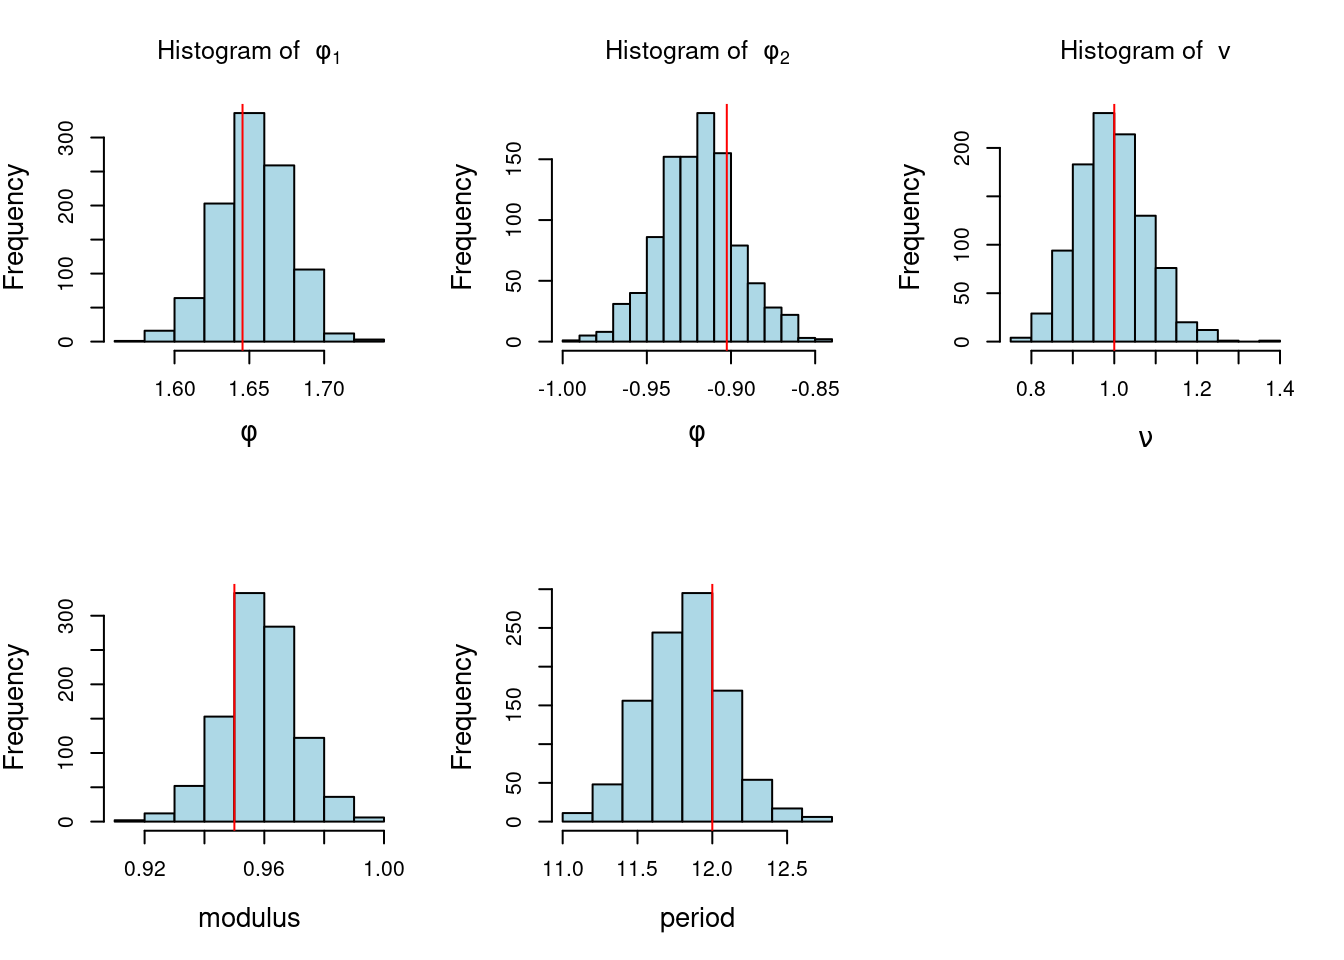 Histogram of φ₁
Frequency
0
100
200
300
1.60 1.65 1.70
φ
Histogram of φ₂
Frequency
0
50
100
150
-1.00 -0.95 -0.90 -0.85
φ
Histogram of ν
Frequency
0
50
100
200
0.8 1.0 1.2 1.4
ν
Frequency
0
100
200
300
0.92 0.96 1.00
modulus
Frequency
0
50
150
250
11.0 11.5 12.0 12.5
period